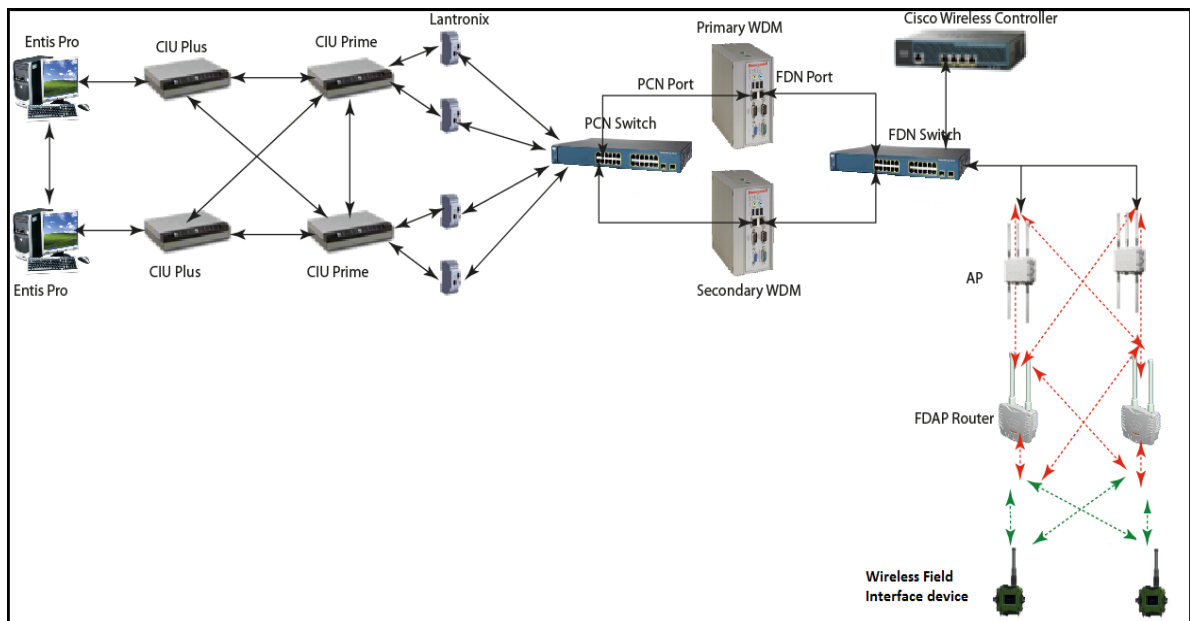 Lantronix
Primary WDM
Cisco Wireless Controller
Entis Pro
CIU Plus
CIU Prime
PCN Port
FDN Port
PCN Switch
FDN Switch
CIU Plus
CIU Prime
Entis Pro
Secondary WDM
AP
FDAP Router
Wireless Field
Interface device